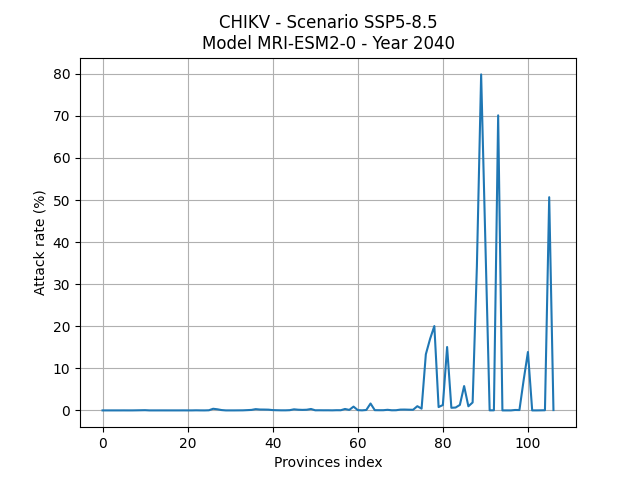 CHIKV - Scenario SSP5-8.5
Model MRI-ESM2-0 - Year 2040
Attack rate (%)
80
70
60
50
40
30
20
10
0
0 20 40 60 80 100
Provinces index